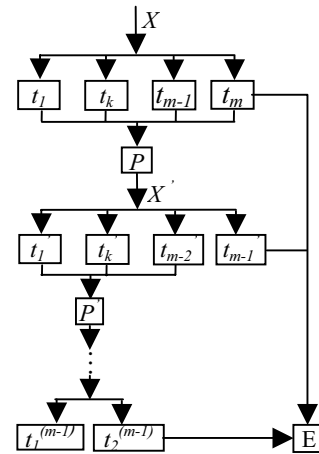 X
t1 tk tm-1 tm
P
X'
t1' tk' tm-2' tm-1'
P'
t1(m-1) t2(m-1) E